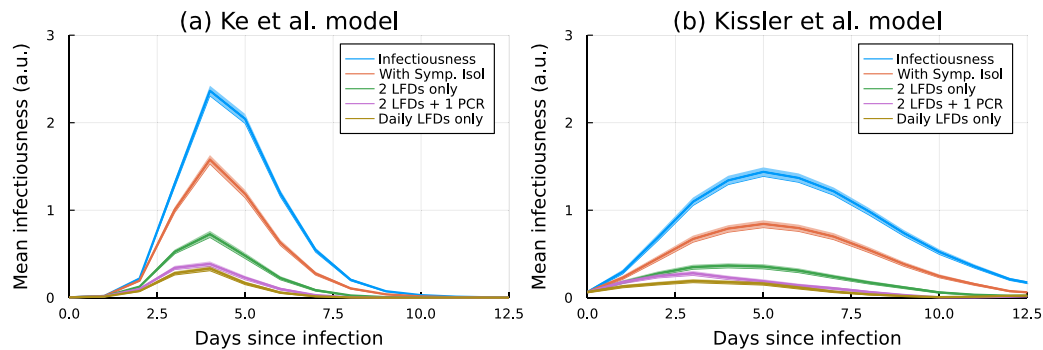 (a) Ke et al. model
Mean infectiousness (a.u.)
3
2
1
0
Infectiousness
With Symp. Isol
2 LFDs only
2 LFDs + 1 PCR
Daily LFDs only
0.0 2.5 5.0 7.5 10.0 12.5
Days since infection
(b) Kissler et al. model
Mean infectiousness (a.u.)
3
2
1
0
Infectiousness
With Symp. Isol
2 LFDs only
2 LFDs + 1 PCR
Daily LFDs only
0.0 2.5 5.0 7.5 10.0 12.5
Days since infection